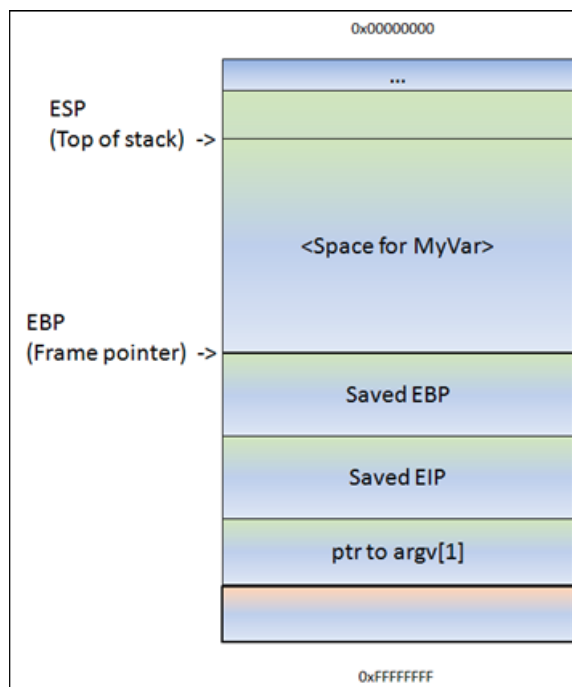 0x00000000
...
ESP
(Top of stack) ->
<Space for MyVar>
EBP
(Frame pointer) ->
Saved EBP
Saved EIP
ptr to argv[1]
0xFFFFFFFF